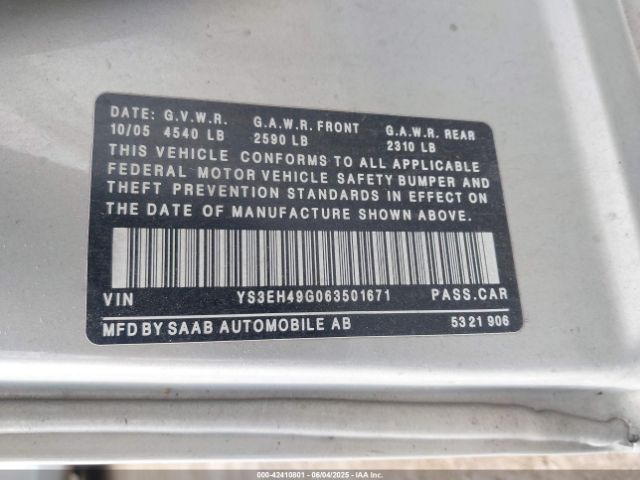 DATE: G.V.W.R. G.A.W.R. FRONT G.A.W.R. REAR
10/05 4540 LB 2590 LB 2310 LB
THIS VEHICLE CONFORMS TO ALL APPLICABLE
FEDERAL MOTOR VEHICLE SAFETY BUMPER AND
THEFT PREVENTION STANDARDS IN EFFECT ON
THE DATE OF MANUFACTURE SHOWN ABOVE.
VIN YS3EH49G063501671 PASS.CAR
MFD BY SAAB AUTOMOBILE AB 5321 906
000-42410801 - 06/04/2025 - IAA Inc.